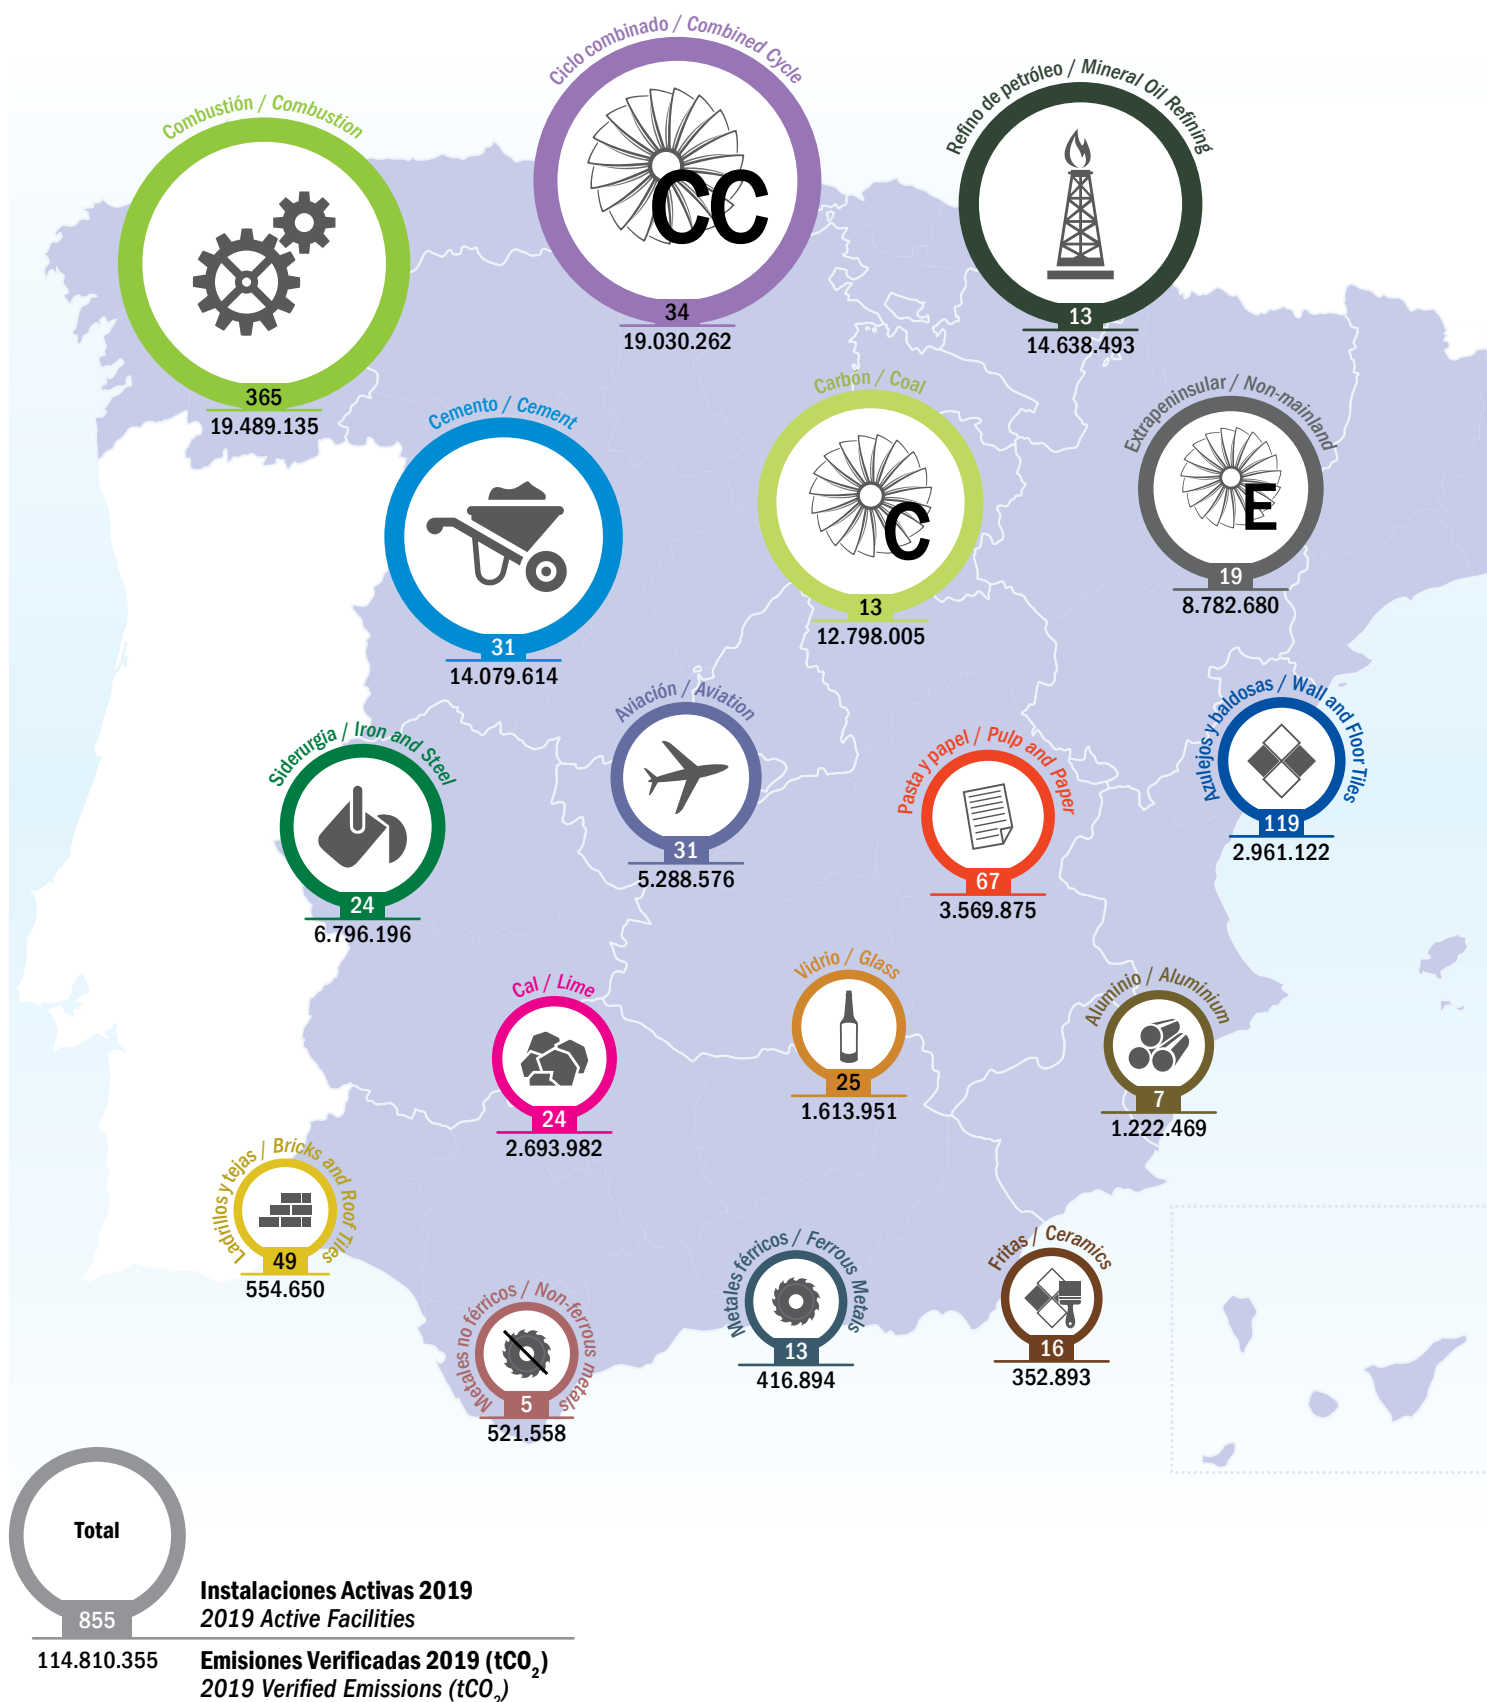 Ciclo combinado / Combined Cycle
CC
34
19.030.262
Refino de petróleo / Mineral Oil Refining
13
14.638.493
Combustión / Combustion
365
19.489.135
Carbón / Coal
C
13
12.798.005
Extrapeninsular / Non-mainland
E
19
8.782.680
Cemento / Cement
31
14.079.614
Aviación / Aviation
31
5.288.576
Azulejos y baldosas / Wall and Floor Tiles
119
2.961.122
Siderurgia / Iron and Steel
24
6.796.196
Pasta y papel / Pulp and Paper
67
3.569.875
Cal / Lime
24
2.693.982
Vidrio / Glass
25
1.613.951
Aluminio / Aluminium
7
1.222.469
Ladrillos y tejas / Bricks and Roof Tiles
49
554.650
Metales no férricos / Non-ferrous metals
5
521.558
Metales férricos / Ferrous Metals
13
416.894
Fritas / Ceramics
16
352.893
Total
855
Instalaciones Activas 2019
2019 Active Facilities
114.810.355
Emisiones Verificadas 2019 (tCO₂)
2019 Verified Emissions (tCO₂)